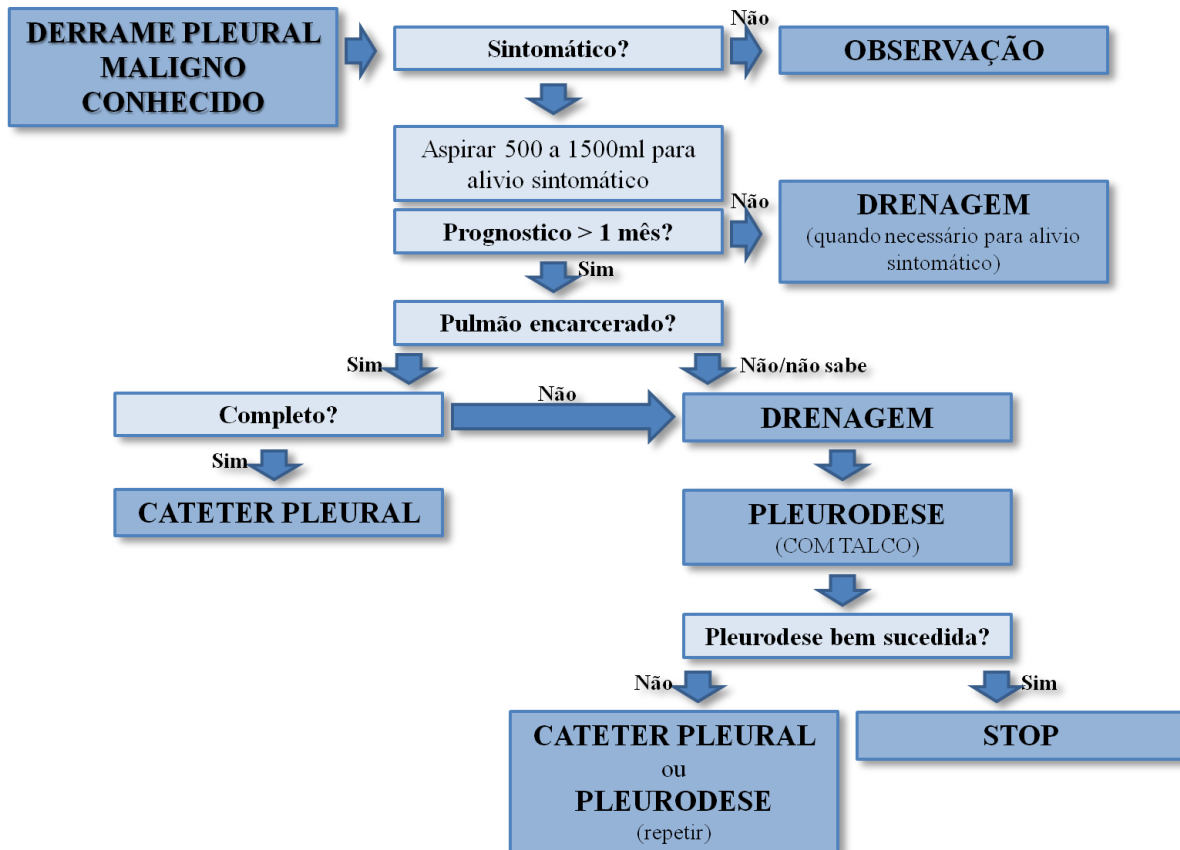 DERRAME PLEURAL
MALIGNO
CONHECIDO
Sintomático?
Não
OBSERVAÇÃO
Aspirar 500 a 1500ml para
alivio sintomático
Prognostico > 1 mês?
Não
DRENAGEM
(quando necessário para alivio
sintomático)
Sim
Pulmão encarcerado?
Sim
Não/não sabe
Completo?
Não
DRENAGEM
Sim
CATETER PLEURAL
PLEURODESE
(COM TALCO)
Pleurodese bem sucedida?
Não
Sim
CATETER PLEURAL
ou
PLEURODESE
(repetir)
STOP